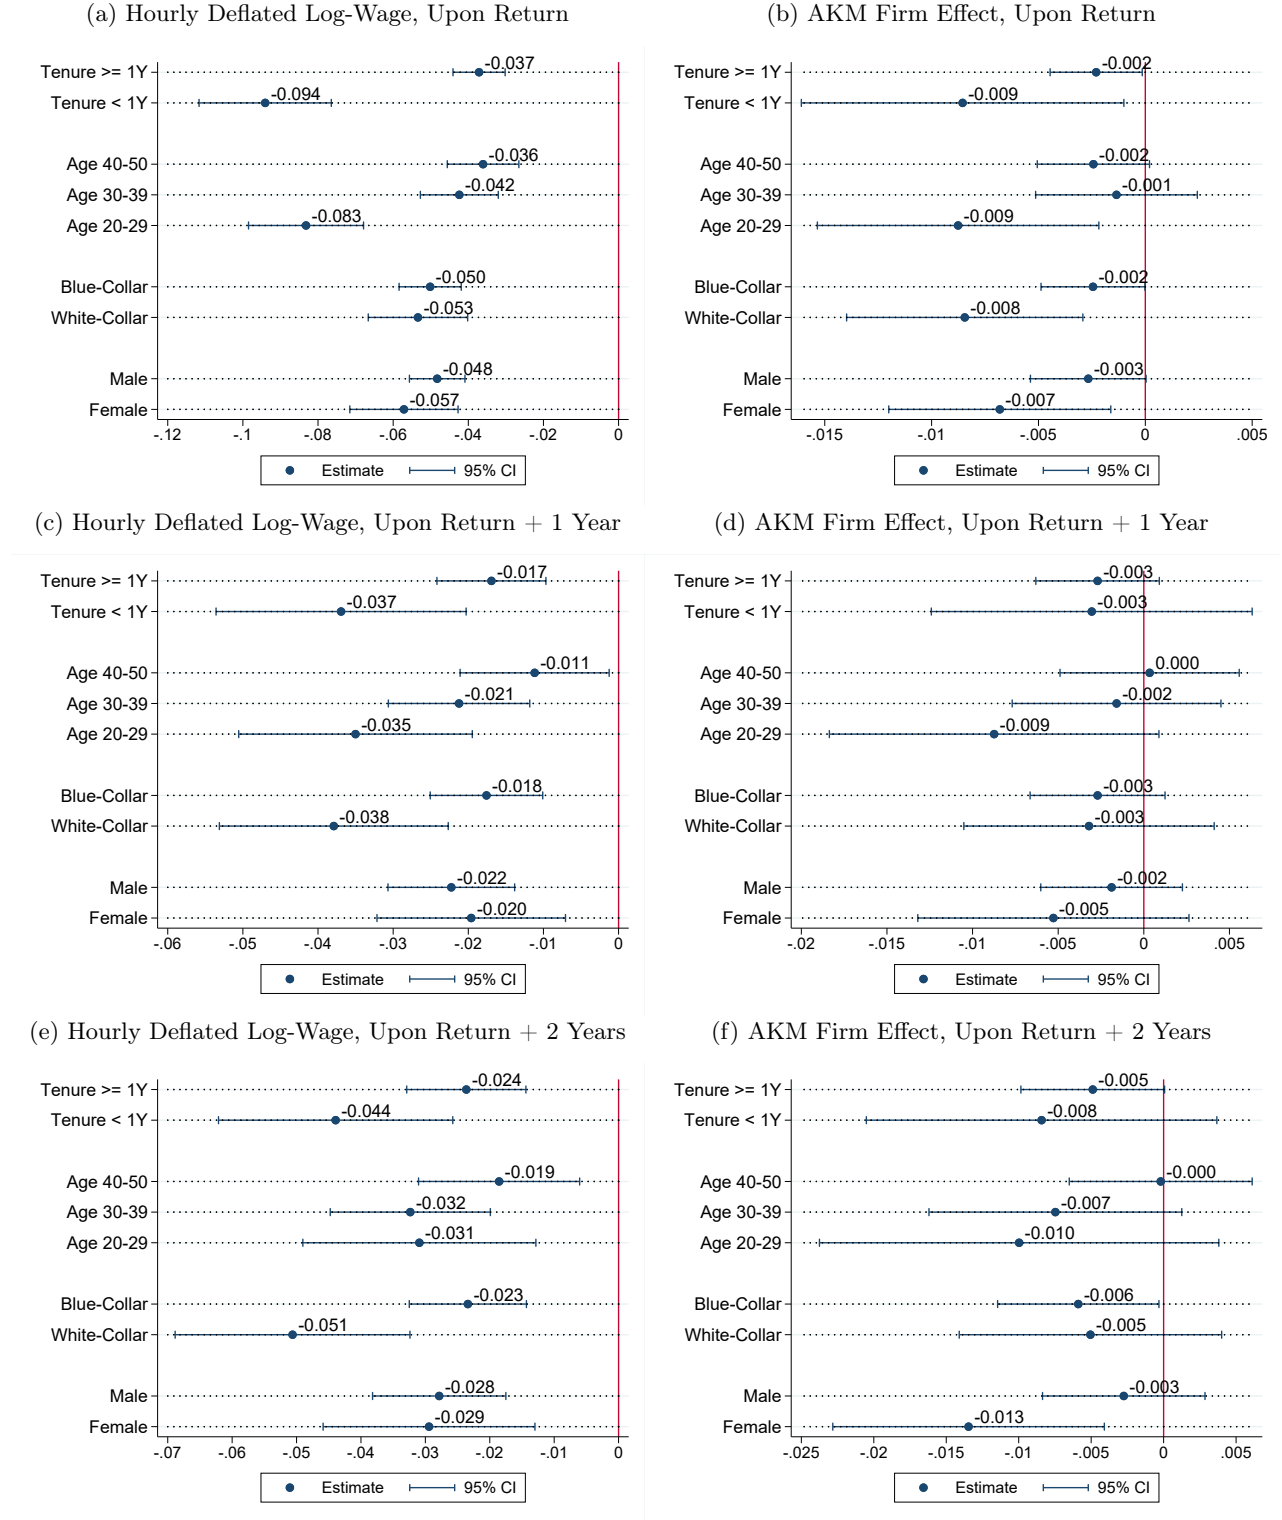 (a) Hourly Deflated Log-Wage, Upon Return
Tenure >= 1Y
-0.037
Tenure < 1Y
-0.094
Age 40-50
-0.036
Age 30-39
-0.042
Age 20-29
-0.083
Blue-Collar
-0.050
White-Collar
-0.053
Male
-0.048
Female
-0.057
-.12 -.1 -.08 -.06 -.04 -.02 0
Estimate 95% CI
(b) AKM Firm Effect, Upon Return
Tenure >= 1Y
-0.002
Tenure < 1Y
-0.009
Age 40-50
-0.002
Age 30-39
-0.001
Age 20-29
-0.009
Blue-Collar
-0.002
White-Collar
-0.008
Male
-0.003
Female
-0.007
-.015 -.01 -.005 0 .005
Estimate 95% CI
(c) Hourly Deflated Log-Wage, Upon Return + 1 Year
Tenure >= 1Y
-0.017
Tenure < 1Y
-0.037
Age 40-50
-0.011
Age 30-39
-0.021
Age 20-29
-0.035
Blue-Collar
-0.018
White-Collar
-0.038
Male
-0.022
Female
-0.020
-.06 -.05 -.04 -.03 -.02 -.01 0
Estimate 95% CI
(d) AKM Firm Effect, Upon Return + 1 Year
Tenure >= 1Y
-0.003
Tenure < 1Y
-0.003
Age 40-50
0.000
Age 30-39
-0.002
Age 20-29
-0.009
Blue-Collar
-0.003
White-Collar
-0.003
Male
-0.002
Female
-0.005
-.02 -.015 -.01 -.005 0 .005
Estimate 95% CI
(e) Hourly Deflated Log-Wage, Upon Return + 2 Years
Tenure >= 1Y
-0.024
Tenure < 1Y
-0.044
Age 40-50
-0.019
Age 30-39
-0.032
Age 20-29
-0.031
Blue-Collar
-0.023
White-Collar
-0.051
Male
-0.028
Female
-0.029
-.07 -.06 -.05 -.04 -.03 -.02 -.01 0
Estimate 95% CI
(f) AKM Firm Effect, Upon Return + 2 Years
Tenure >= 1Y
-0.005
Tenure < 1Y
-0.008
Age 40-50
-0.000
Age 30-39
-0.007
Age 20-29
-0.010
Blue-Collar
-0.006
White-Collar
-0.005
Male
-0.003
Female
-0.013
-.025 -.02 -.015 -.01 -.005 0 .005
Estimate 95% CI